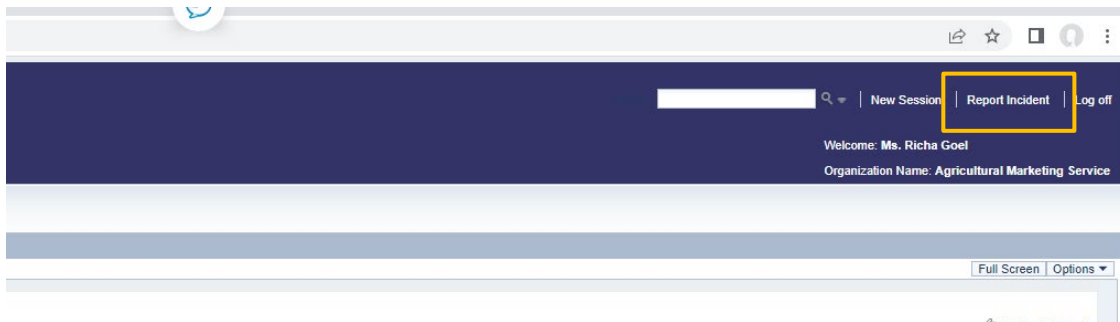 New Session | Report Incident | Log off
Welcome: Ms. Richa Goel
Organization Name: Agricultural Marketing Service
Full Screen Options